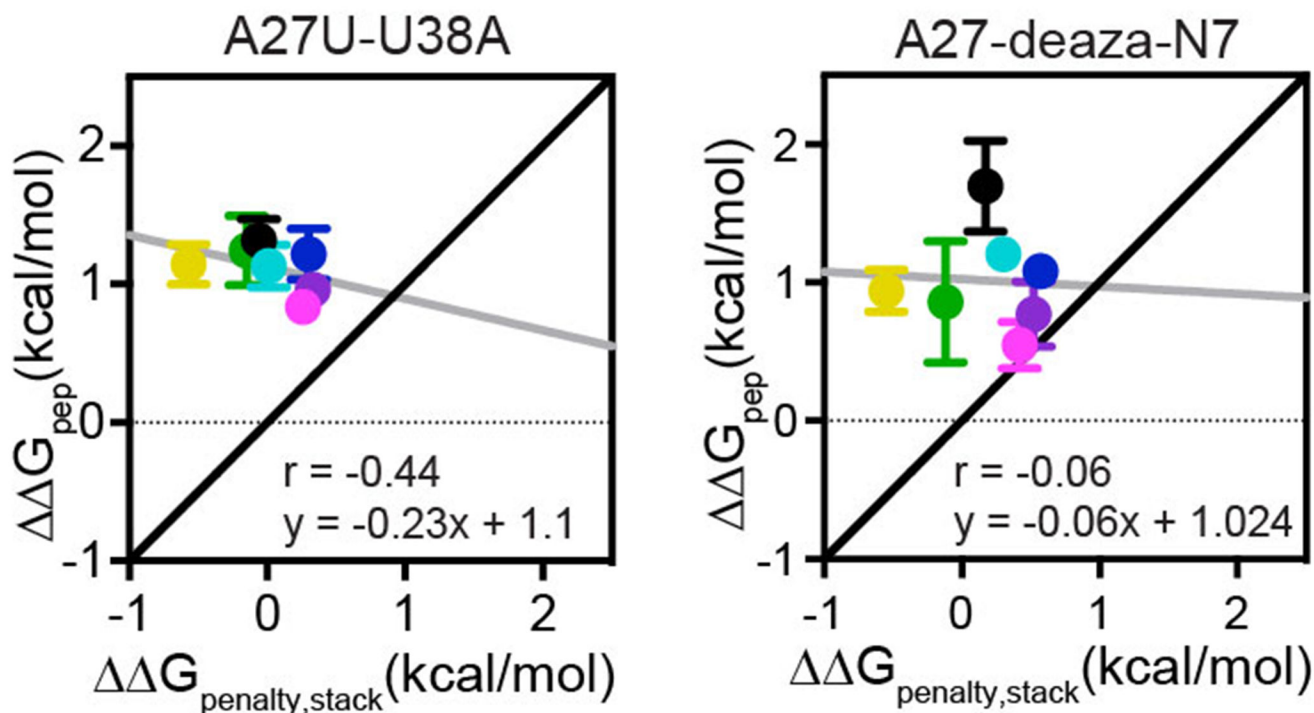 A27U-U38A
ΔΔGpep(kcal/mol)
2
1
0
-1
r = -0.44
y = -0.23x + 1.1
-1 0 1 2
ΔΔGpenalty,stack(kcal/mol)
A27-deaza-N7
ΔΔGpep(kcal/mol)
2
1
0
-1
r = -0.06
y = -0.06x + 1.024
-1 0 1 2
ΔΔGpenalty,stack(kcal/mol)